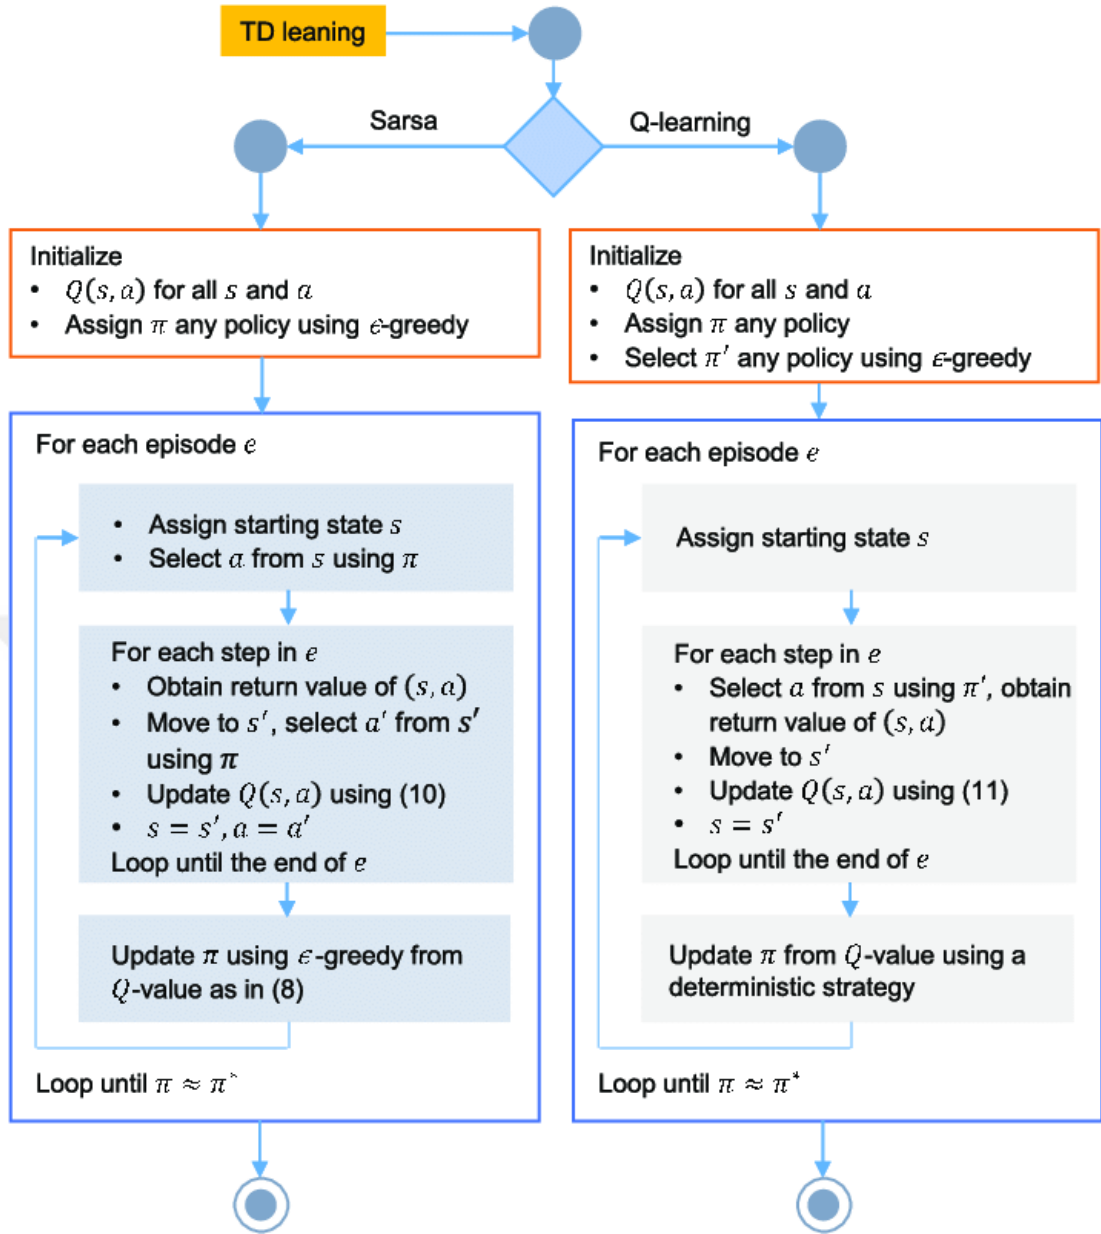 TD leaning
Sarsa
Q-learning
Initialize
• Q(s, a) for all s and a
• Assign π any policy using ϵ-greedy
Initialize
• Q(s, a) for all s and a
• Assign π any policy
• Select π′ any policy using ϵ-greedy
For each episode e
• Assign starting state s
• Select a from s using π
For each step in e
• Obtain return value of (s, a)
• Move to s′, select a′ from s′
using π
• Update Q(s, a) using (10)
• s = s′, a = a′
Loop until the end of e
Update π using ϵ-greedy from
Q-value as in (8)
Loop until π ≈ π*
For each episode e
Assign starting state s
For each step in e
• Select a from s using π′, obtain
return value of (s, a)
• Move to s′
• Update Q(s, a) using (11)
• s = s′
Loop until the end of e
Update π from Q-value using a
deterministic strategy
Loop until π ≈ π*